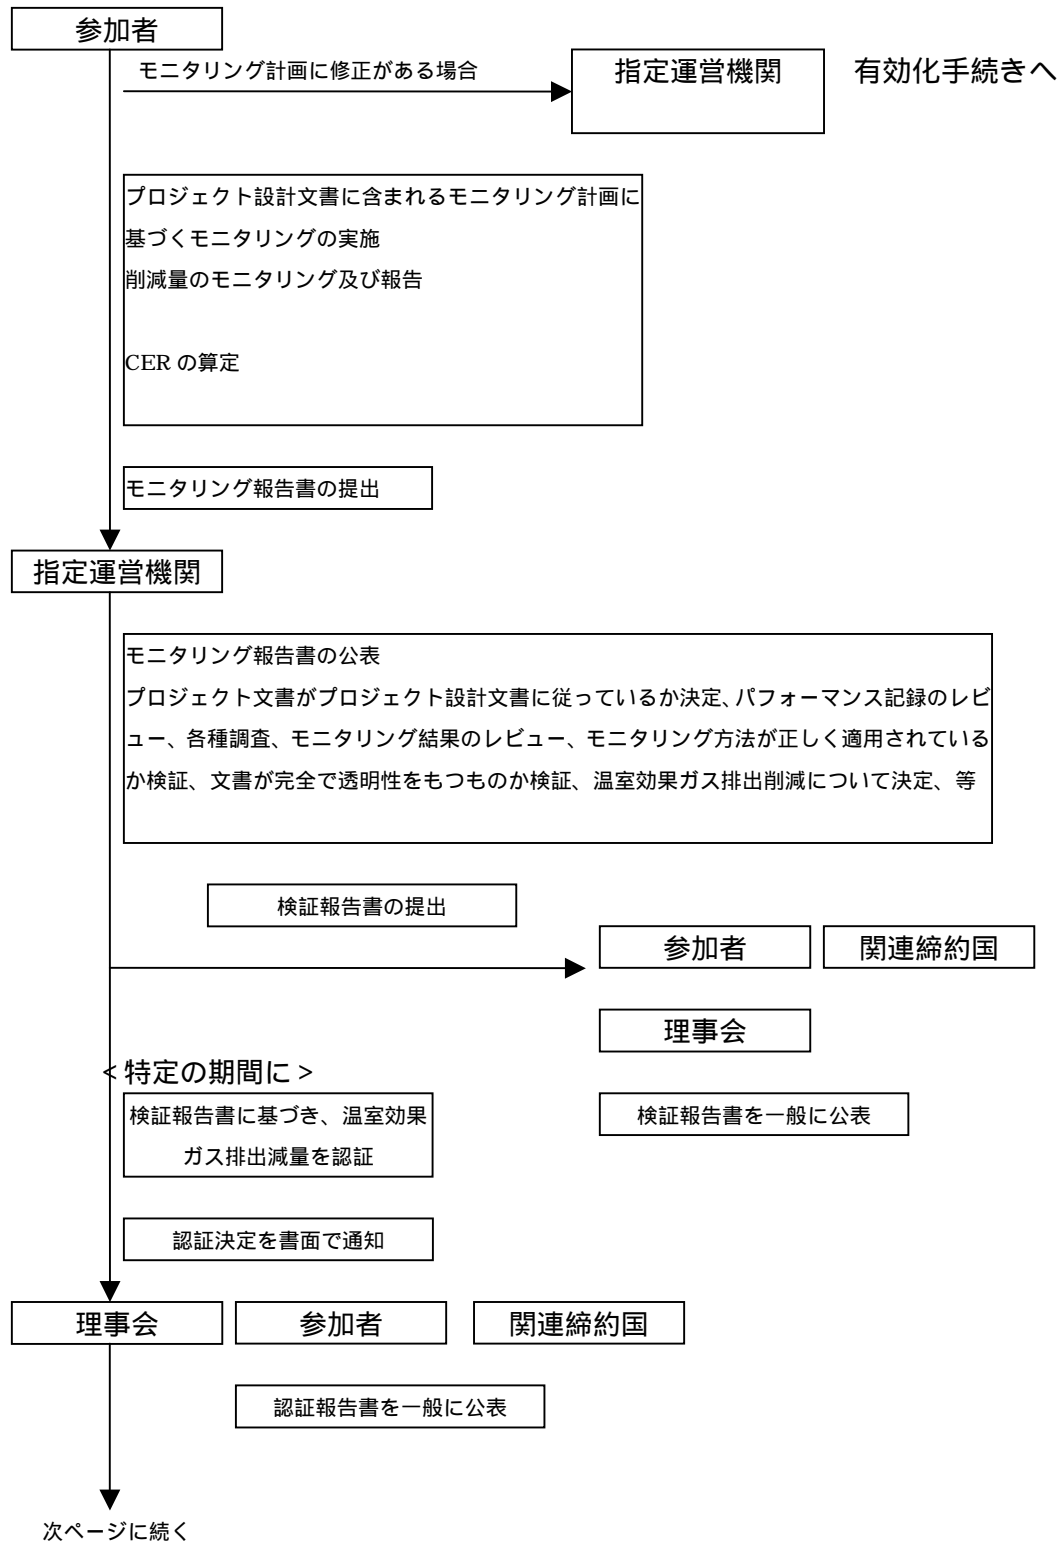 参加者
モニタリング計画に修正がある場合
指定運営機関
有効化手続きへ
プロジェクト設計文書に含まれるモニタリング計画に
基づくモニタリングの実施
削減量のモニタリング及び報告
CER の算定
モニタリング報告書の提出
指定運営機関
モニタリング報告書の公表
プロジェクト文書がプロジェクト設計文書に従っているか決定、パフォーマンス記録のレビ
ュー、各種調査、モニタリング結果のレビュー、モニタリング方法が正しく適用されている
か検証、文書が完全で透明性をもつものか検証、温室効果ガス排出削減について決定、等
検証報告書の提出
参加者
関連締約国
理事会
<特定の期間に>
検証報告書に基づき、温室効果
ガス排出減量を認証
検証報告書を一般に公表
認証決定を書面で通知
理事会
参加者
関連締約国
認証報告書を一般に公表
次ページに続く